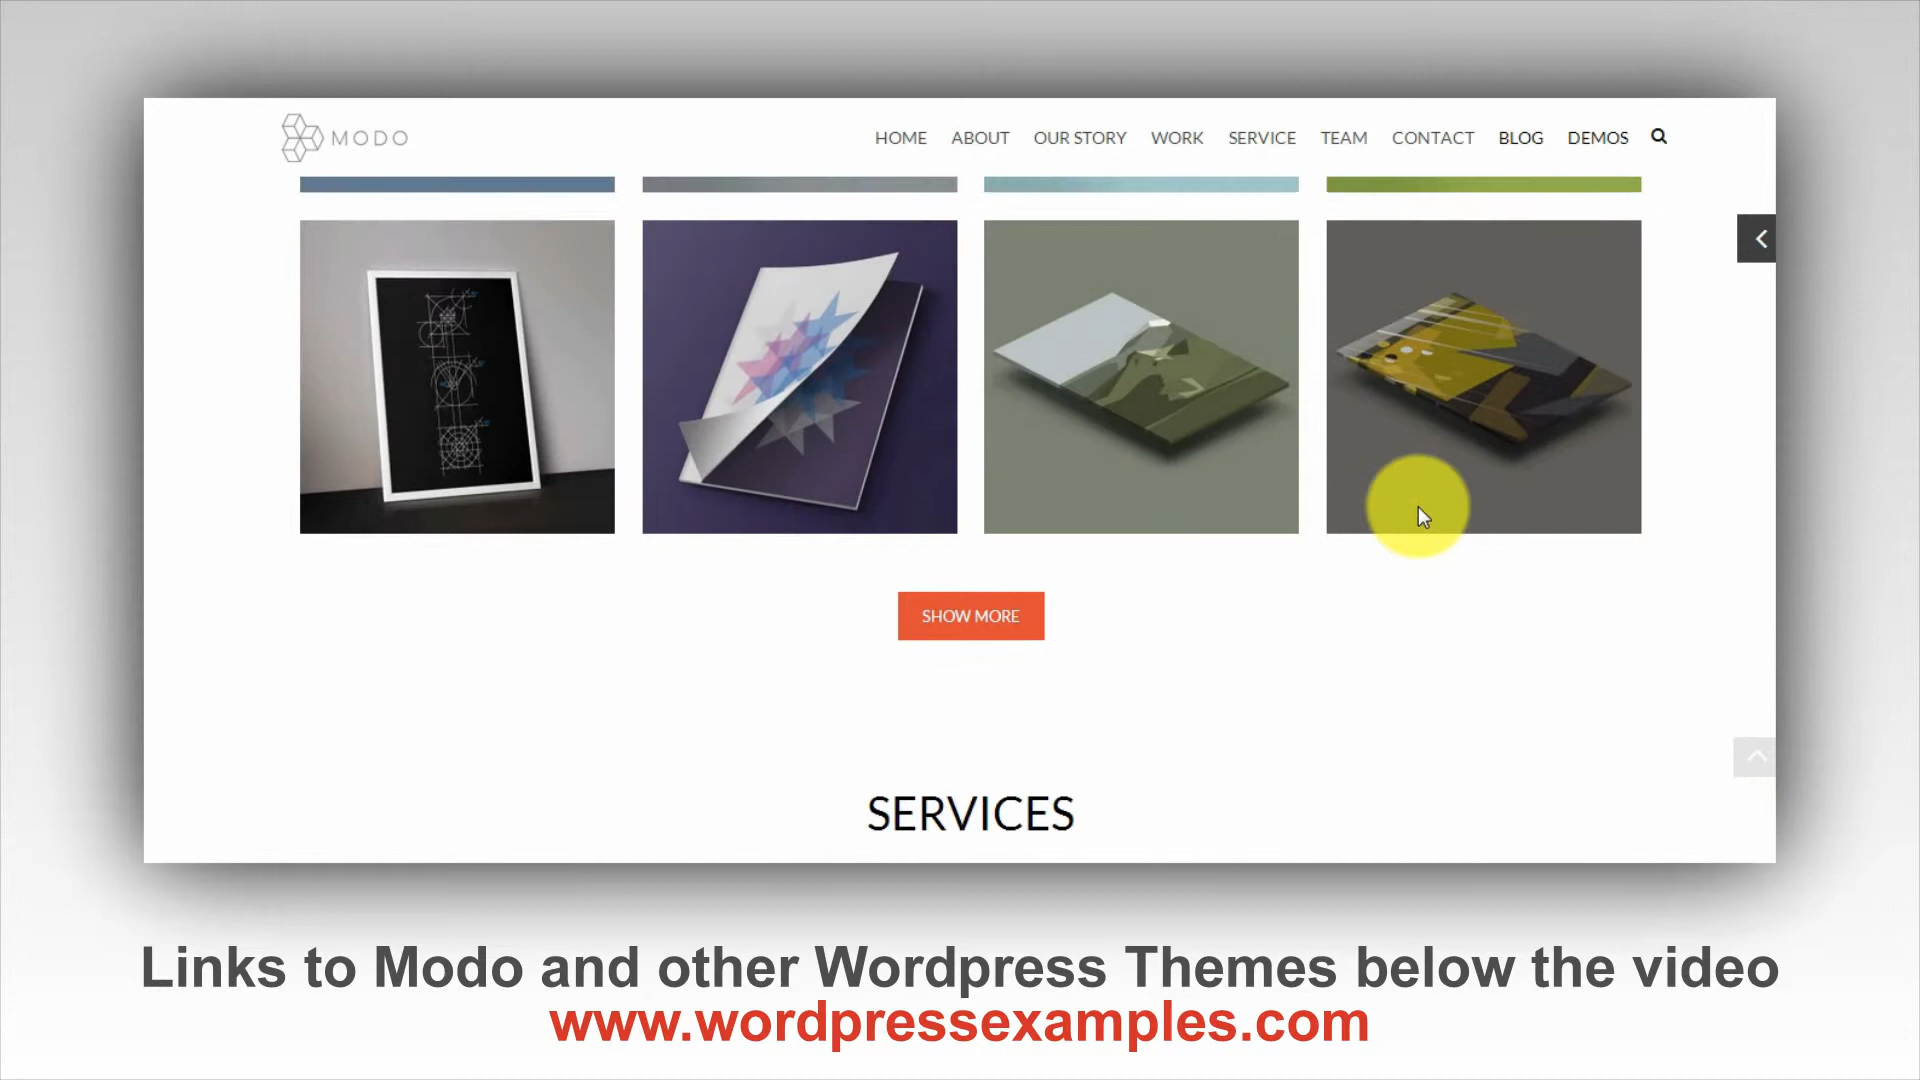 MODO
HOME ABOUT OUR STORY WORK SERVICE TEAM CONTACT BLOG DEMOS
SHOW MORE
SERVICES
Links to Modo and other Wordpress Themes below the video
www.wordpressexamples.com